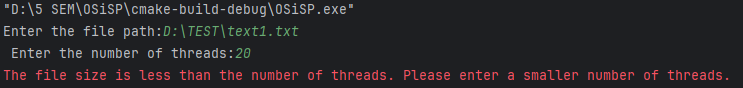 "D:\5 SEM\OSiSP\cmake-build-debug\OSiSP.exe"
Enter the file path:D:\TEST\text1.txt
Enter the number of threads:20
The file size is less than the number of threads. Please enter a smaller number of threads.